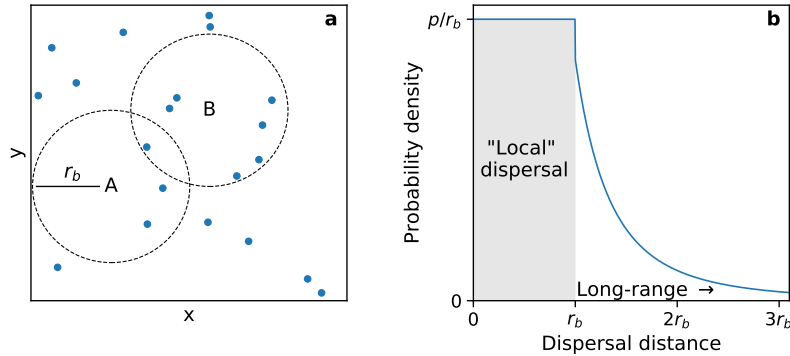 a
B
r_b
A
y
x
b
p/r_b
Probability density
"Local"
dispersal
Long-range →
0
0 r_b 2r_b 3r_b
Dispersal distance